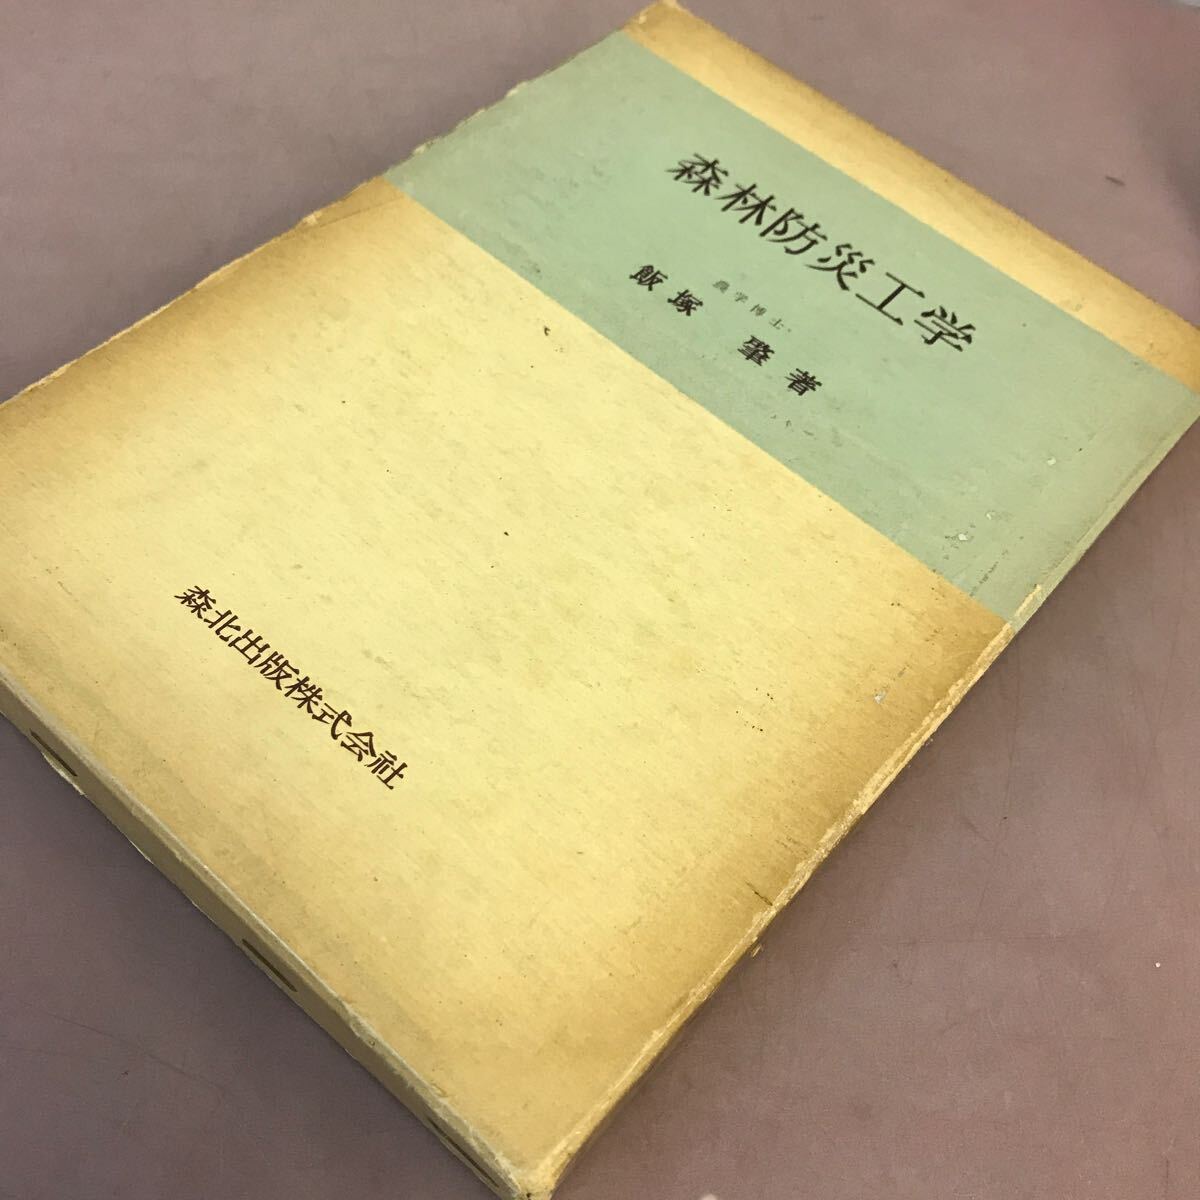 森林防災工学
農学博士
飯塚 肇 著
森北出版株式会社